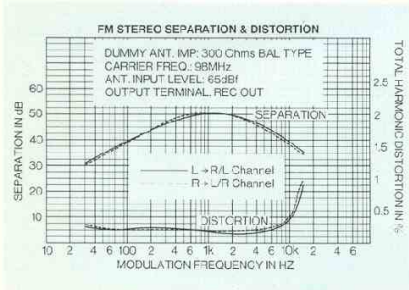 FM STEREO SEPARATION & DISTORTION
DUMMY ANT. IMP: 300 Ohms BAL TYPE
CARRIER FREQ.: 98MHz
ANT. INPUT LEVEL: 65dBf
OUTPUT TERMINAL: REC OUT
SEPARATION IN dB
60
50
40
30
20
10
TOTAL HARMONIC DISTORTION IN %
2.5
2
1.5
1
0.5
SEPARATION
L→R/L Channel
R→L/R Channel
DISTORTION
10 2 4 6 100 2 4 6 1k 2 4 6 10k 2 4 6
MODULATION FREQUENCY IN HZ